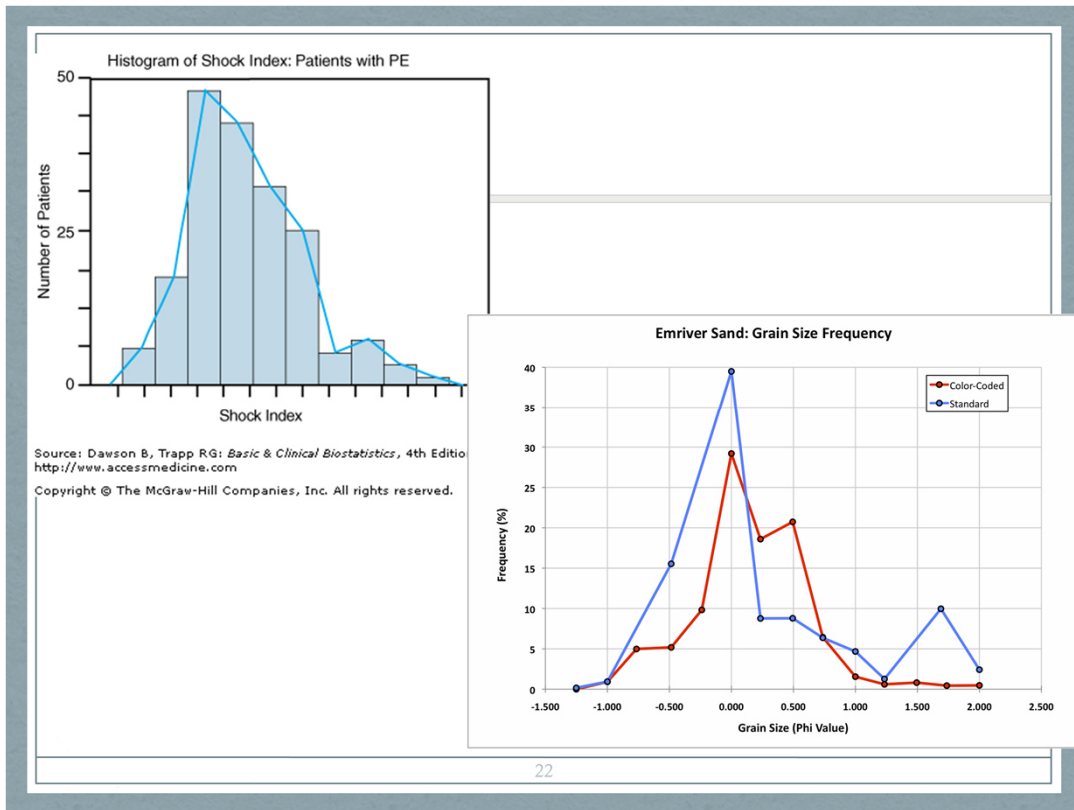 Histogram of Shock Index: Patients with PE
50
25
0
Number of Patients
Shock Index
Source: Dawson B, Trapp RG: Basic & Clinical Biostatistics, 4th Editio
http://www.accessmedicine.com
Copyright © The McGraw-Hill Companies, Inc. All rights reserved.
Emriver Sand: Grain Size Frequency
40
35
30
25
20
15
10
5
0
Frequency (%)
Color-Coded
Standard
-1.500 -1.000 -0.500 0.000 0.500 1.000 1.500 2.000 2.500
Grain Size (Phi Value)
22